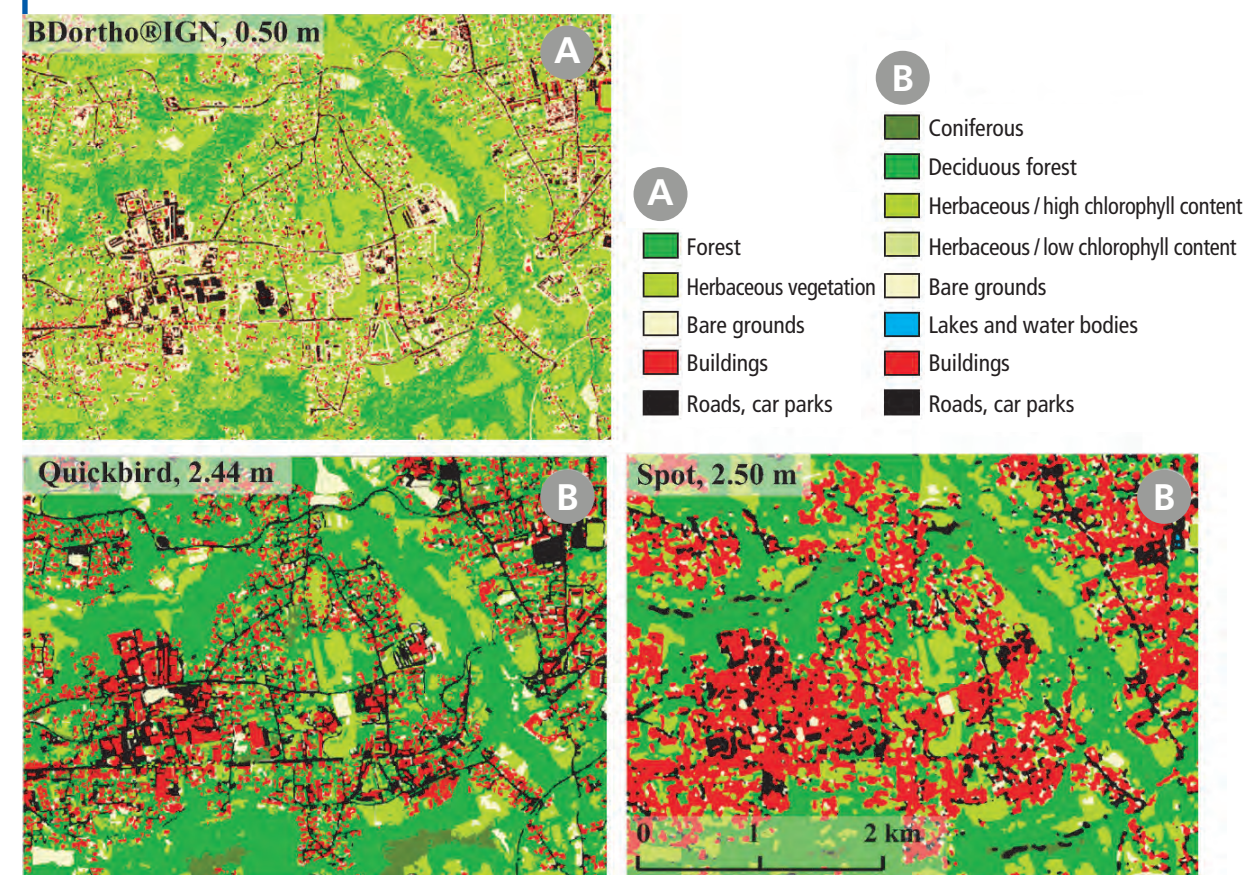 BDortho®IGN, 0.50 m
A
A
Forest
Herbaceous vegetation
Bare grounds
Buildings
Roads, car parks
B
Coniferous
Deciduous forest
Herbaceous / high chlorophyll content
Herbaceous / low chlorophyll content
Bare grounds
Lakes and water bodies
Buildings
Roads, car parks
Quickbird, 2.44 m
B
Spot, 2.50 m
B
0 1 2 km